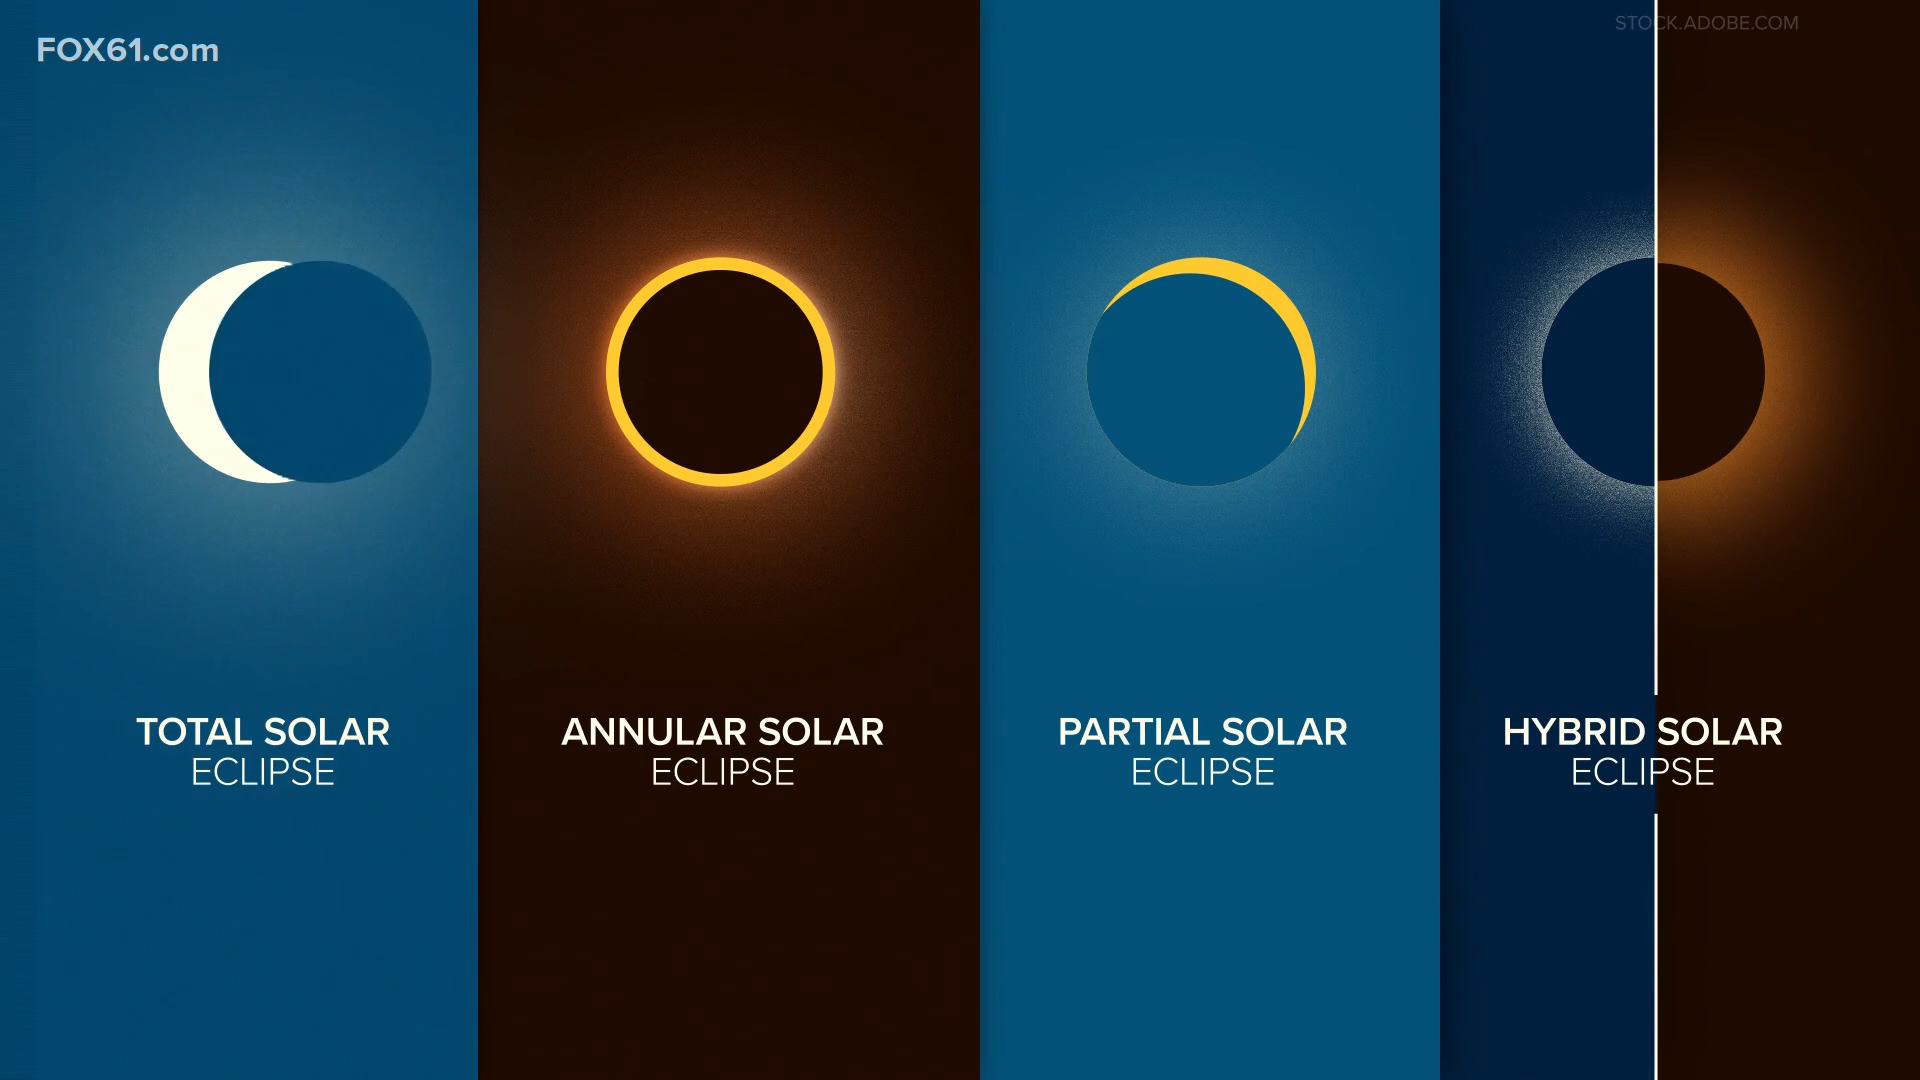 FOX61.com
STOCK.ADOBE.COM
TOTAL SOLAR
ECLIPSE
ANNULAR SOLAR
ECLIPSE
PARTIAL SOLAR
ECLIPSE
HYBRID SOLAR
ECLIPSE